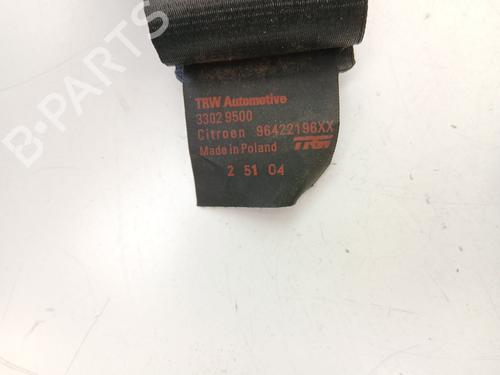 B-PARTS
TRW Automotive
3302 9500
Citroen 96422196XX
Made in Poland TRW
2 51 04